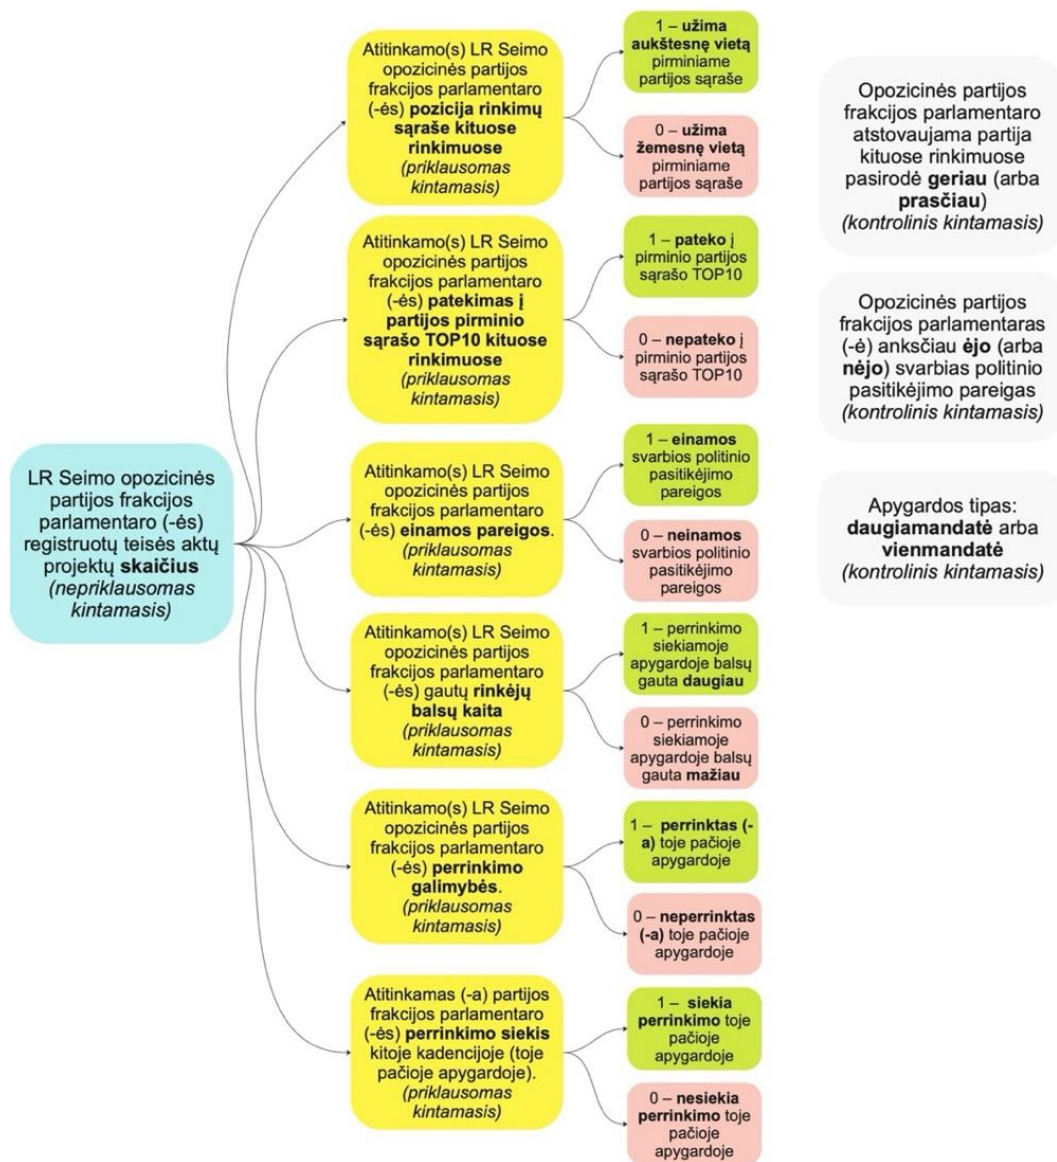 LR Seimo opozicinės
partijos frakcijos
parlamentaro (-ės)
registruotų teisės aktų
projektų skaičius
(nepriklausomas
kintamasis)
Atitinkamo(s) LR Seimo
opozicinės partijos
frakcijos parlamentaro
(-ės) pozicija rinkimų
sąraše kituose
rinkimuose
(priklausomas
kintamasis)
1 – užima
aukštesnę vietą
pirminiame
partijos sąraše
0 – užima
žemesnę vietą
pirminiame
partijos sąraše
Atitinkamo(s) LR Seimo
opozicinės partijos
frakcijos parlamentaro
(-ės) patekimas į
partijos pirminio
sąrašo TOP10 kituose
rinkimuose
(priklausomas
kintamasis)
1 – pateko į
pirminio partijos
sąrašo TOP10
0 – nepateko į
pirminio partijos
sąrašo TOP10
Atitinkamo(s) LR Seimo
opozicinės partijos
frakcijos parlamentaro
(-ės) einamos pareigos.
(priklausomas
kintamasis)
1 – einamos
svarbios politinio
pasitikėjimo
pareigos
0 – neinamos
svarbios politinio
pasitikėjimo
pareigos
Atitinkamo(s) LR Seimo
opozicinės partijos
frakcijos parlamentaro
(-ės) gautų rinkėjų
balsų kaita
(priklausomas
kintamasis)
1 – perrinkimo
siekiamoje
apygardoje balsų
gauta daugiau
0 – perrinkimo
siekiamoje
apygardoje balsų
gauta mažiau
Atitinkamo(s) LR Seimo
opozicinės partijos
frakcijos parlamentaro
(-ės) perrinkimo
galimybės.
(priklausomas
kintamasis)
1 – perrinktas (-
a) toje pačioje
apygardoje
0 – neperrinktas
(-a) toje pačioje
apygardoje
Atitinkamas (-a) partijos
frakcijos parlamentaro
(-ės) perrinkimo siekis
kitoje kadencijoje (toje
pačioje apygardoje).
(priklausomas
kintamasis)
1 – siekia
perrinkimo toje
pačioje
apygardoje
0 – nesiekia
perrinkimo toje
pačioje
apygardoje
Opozicinės partijos
frakcijos parlamentaro
atstovaujama partija
kituose rinkimuose
pasirodė geriau (arba
prasčiau)
(kontrolinis kintamasis)
Opozicinės partijos
frakcijos parlamentaras
(-ė) anksčiau ėjo (arba
nėjo) svarbias politinio
pasitikėjimo pareigas
(kontrolinis kintamasis)
Apygardos tipas:
daugiamandatė arba
vienmandatė
(kontrolinis kintamasis)